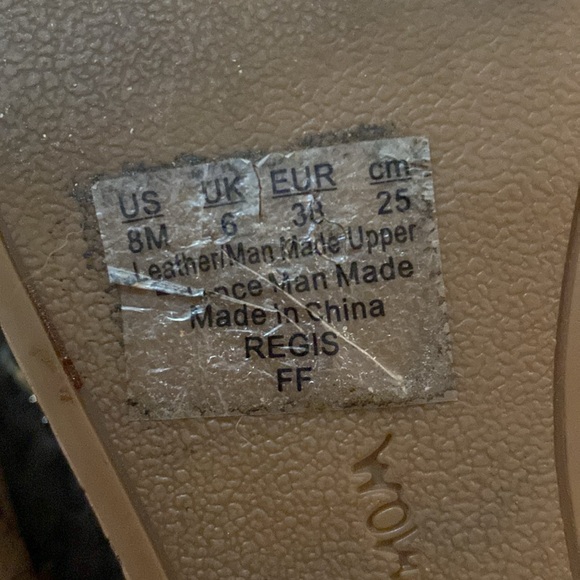 US UK EUR cm
8M 6 38 25
Leather/Man Made Upper
Balance Man Made
Made in China
REGIS
FF